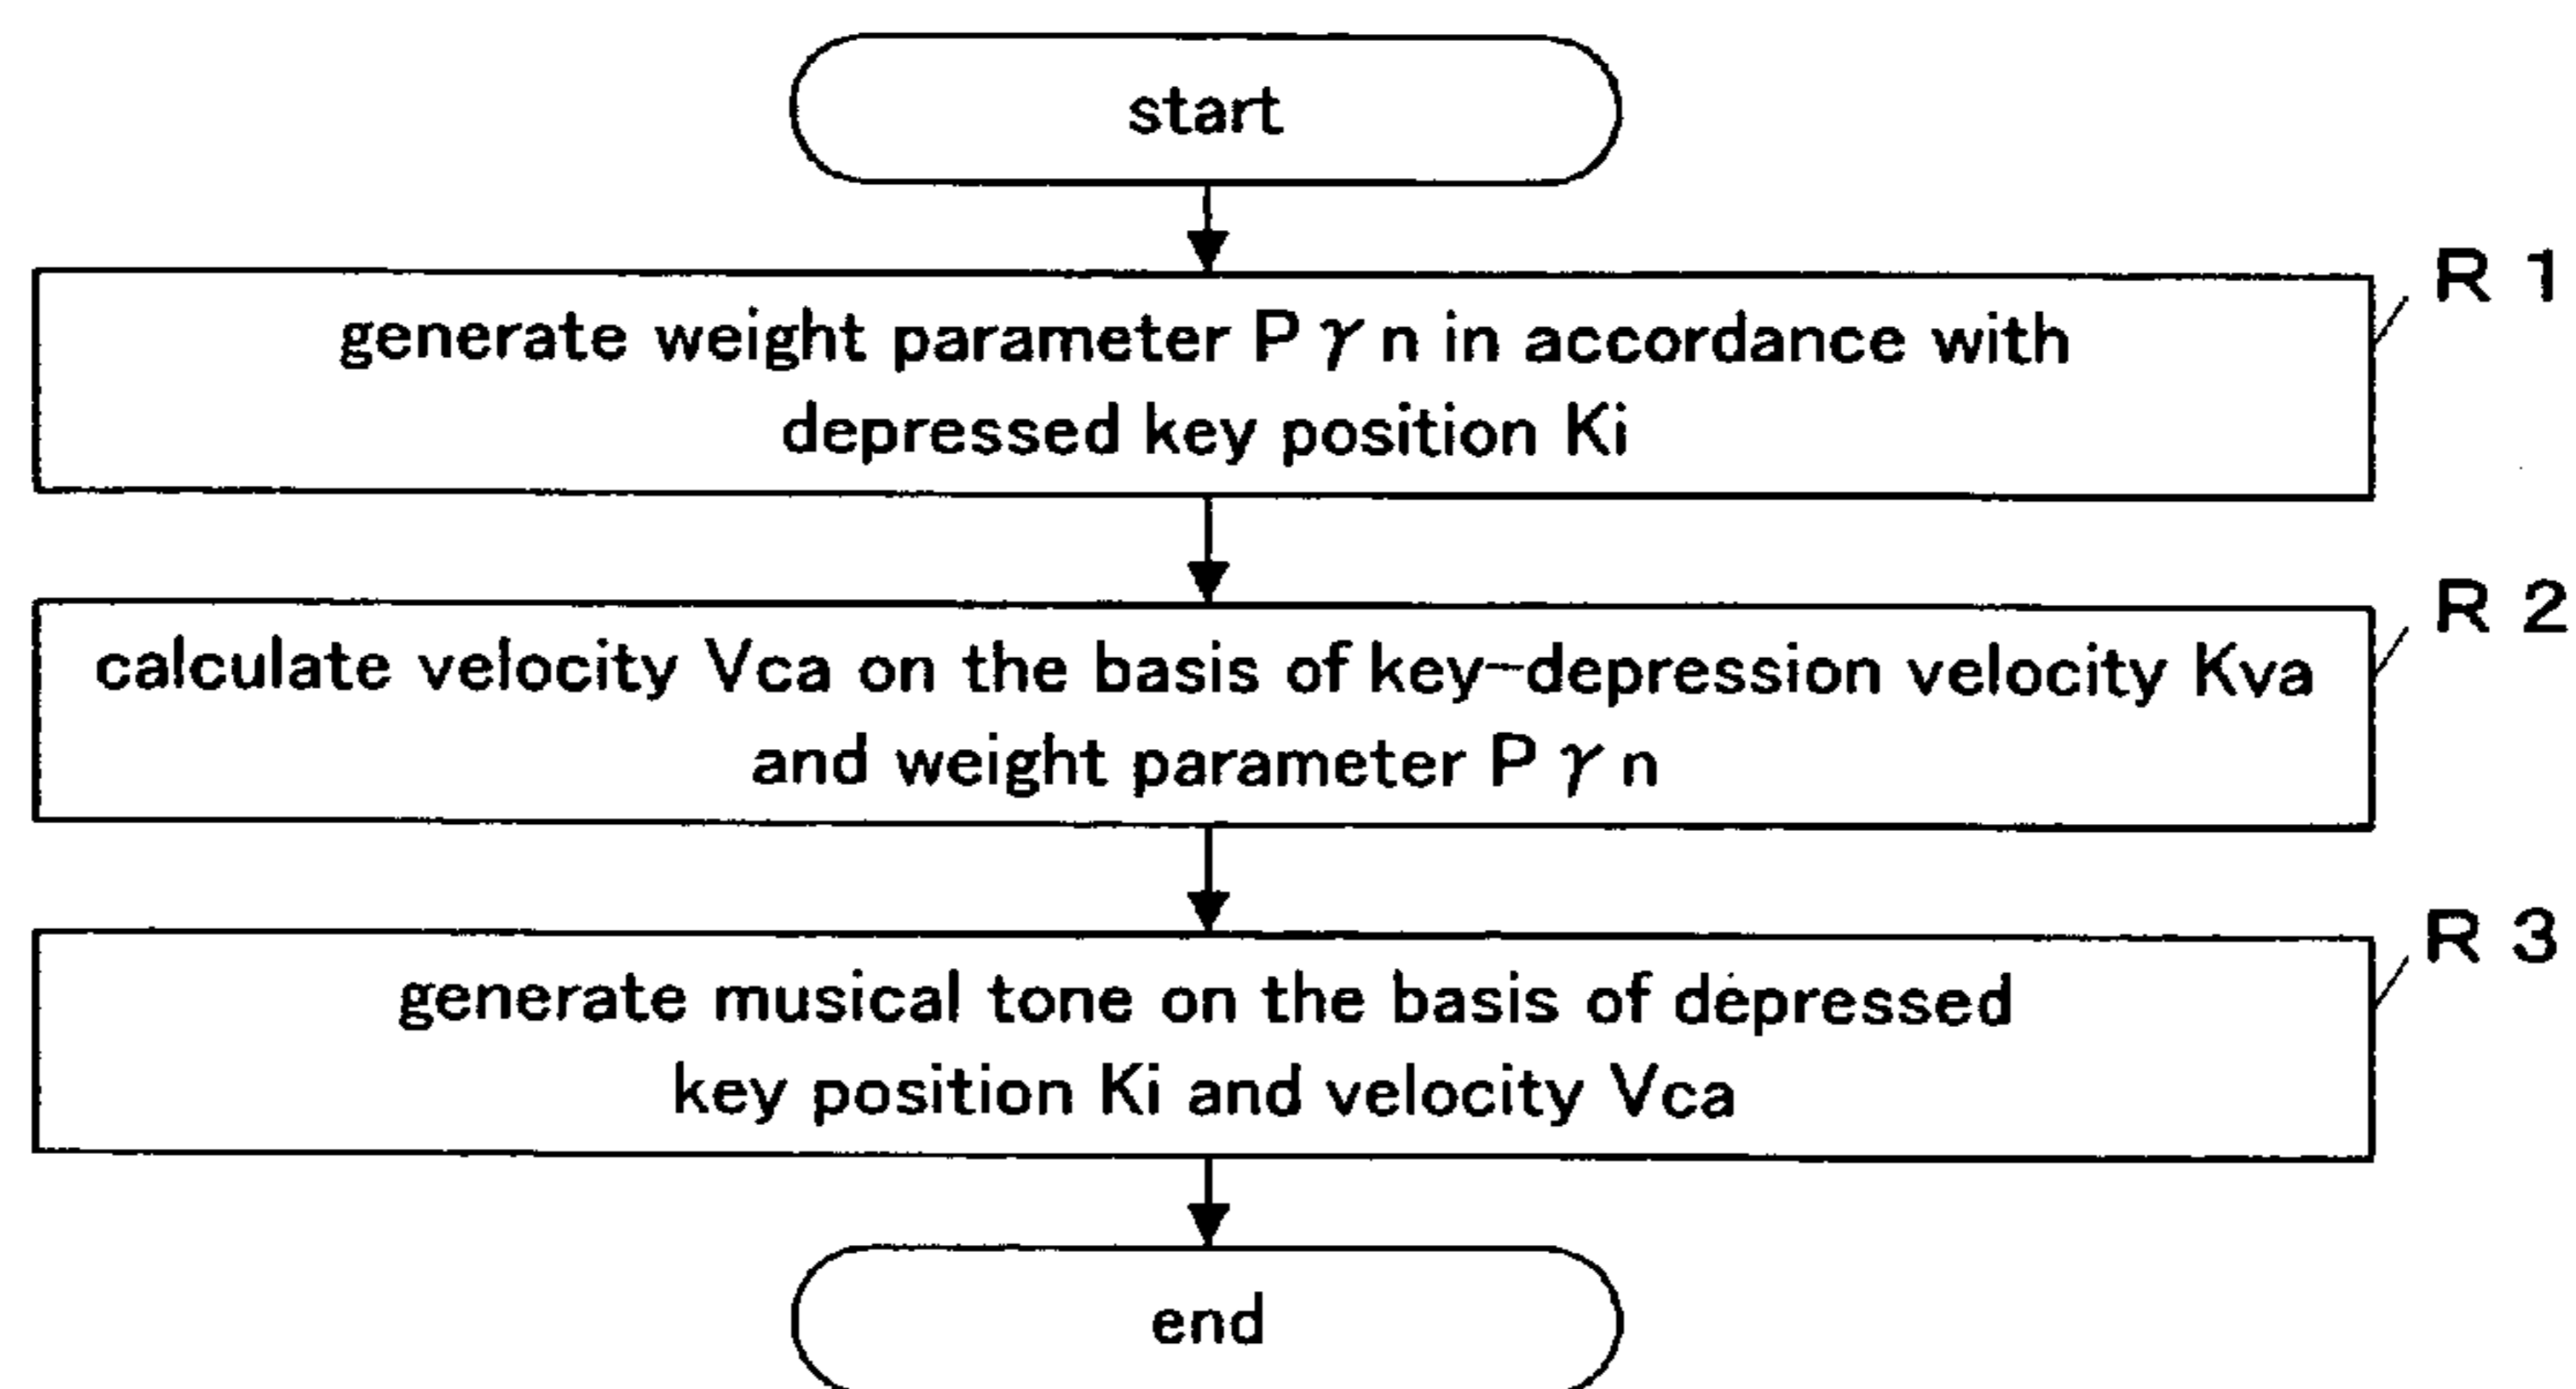 start
R 1
generate weight parameter P γ n in accordance with
depressed key position Ki
R 2
calculate velocity Vca on the basis of key-depression velocity Kva
and weight parameter P γ n
R 3
generate musical tone on the basis of depressed
key position Ki and velocity Vca
end